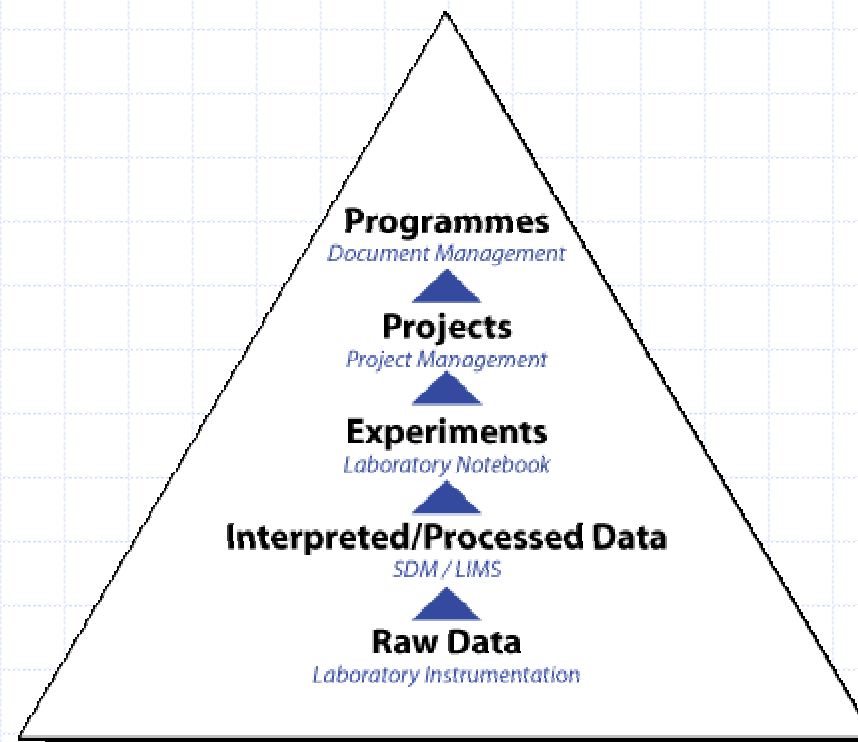 Programmes
Document Management
Projects
Project Management
Experiments
Laboratory Notebook
Interpreted/Processed Data
SDM / LIMS
Raw Data
Laboratory Instrumentation